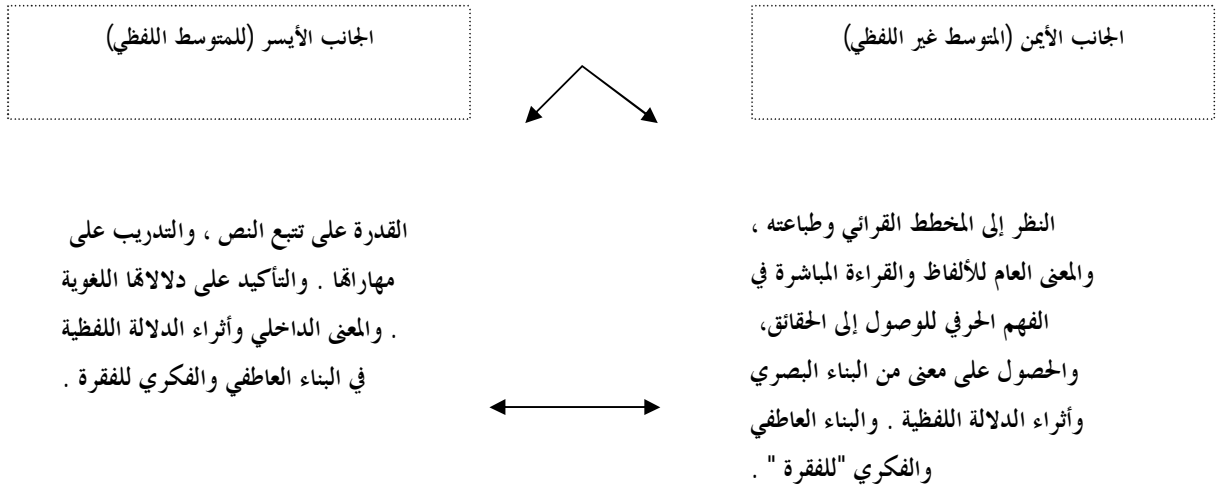 الجانب الأيمن (المتوسط غير اللفظي)
الجانب الأيسر (للمتوسط اللفظي)
النظر إلى المخطط القرائي وطباعته ،
والمعنى العام للألفاظ والقراءة المباشرة في
الفهم الحرفي للوصول إلى الحقائق،
والحصول على معنى من البناء البصري
وأثراء الدلالة اللفظية . والبناء العاطفي
والفكري "للفقرة " .
القدرة على تتبع النص ، والتدريب على
مهاراتها . والتأكيد على دلالاتها اللغوية
. والمعنى الداخلي وأثراء الدلالة اللفظية
في البناء العاطفي والفكري للفقرة .